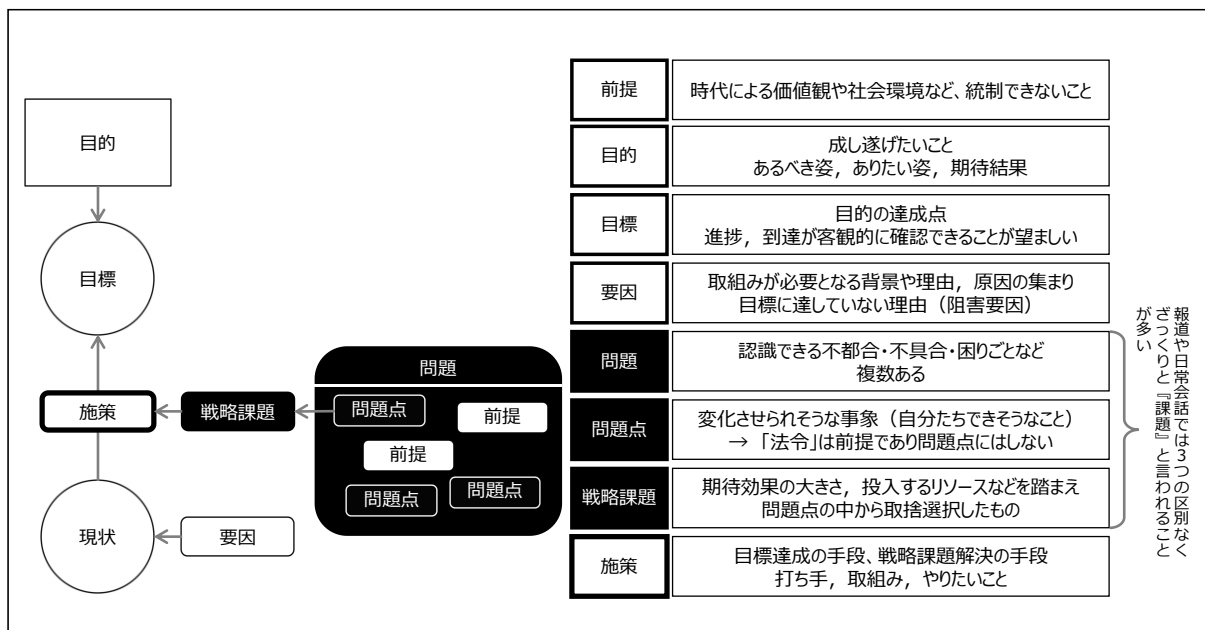 目的
目標
施策
現状
戦略課題
要因
問題
問題点
前提
前提
問題点
問題点
前提
時代による価値観や社会環境など、統制できないこと
目的
成し遂げたいこと
あるべき姿，ありたい姿，期待結果
目標
目的の達成点
進捗，到達が客観的に確認できることが望ましい
要因
取組みが必要となる背景や理由，原因の集まり
目標に達していない理由（阻害要因）
問題
認識できる不都合・不具合・困りごとなど
複数ある
問題点
変化させられそうな事象（自分たちできそうなこと）
→ 「法令」は前提であり問題点にはしない
戦略課題
期待効果の大きさ，投入するリソースなどを踏まえ
問題点の中から取捨選択したもの
施策
目標達成の手段、戦略課題解決の手段
打ち手，取組み，やりたいこと
報道や日常会話では３つの区別なく
ざっくりと『課題』と言われること
が多い